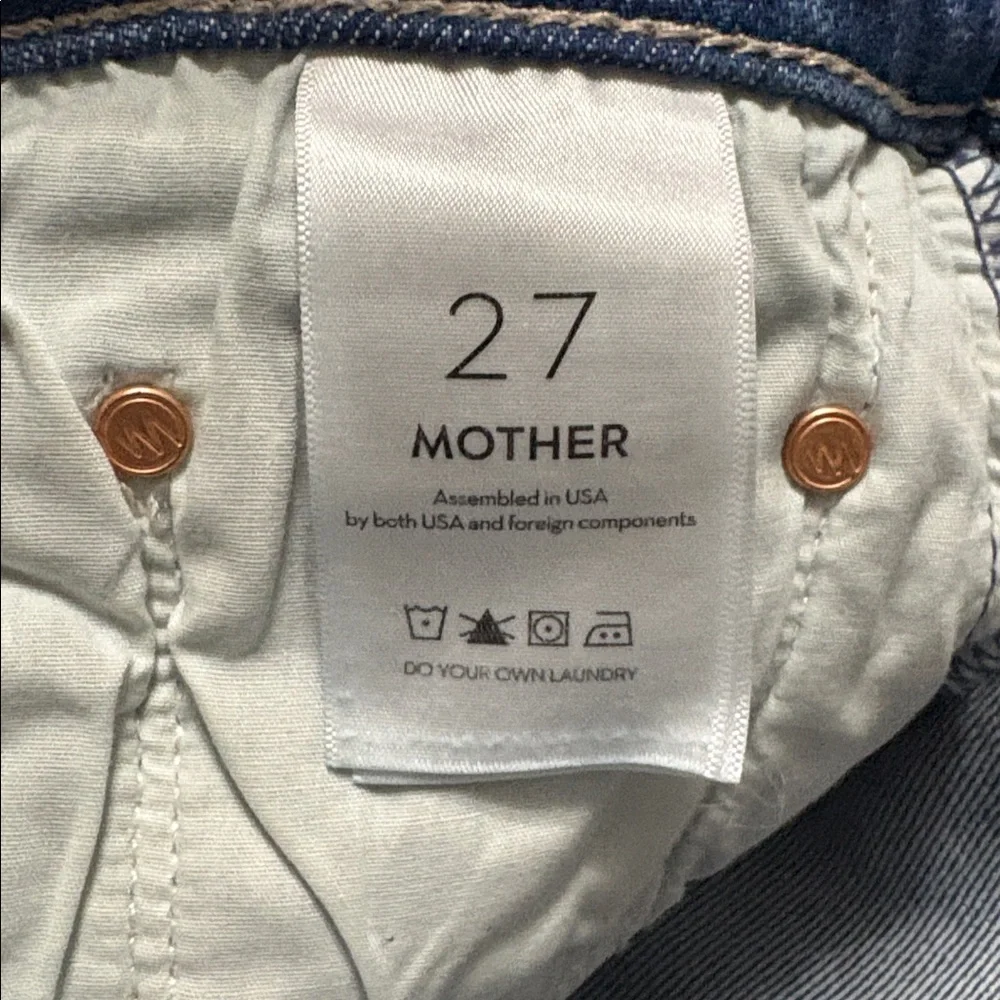 27
MOTHER
Assembled in USA
by both USA and foreign components
DO YOUR OWN LAUNDRY